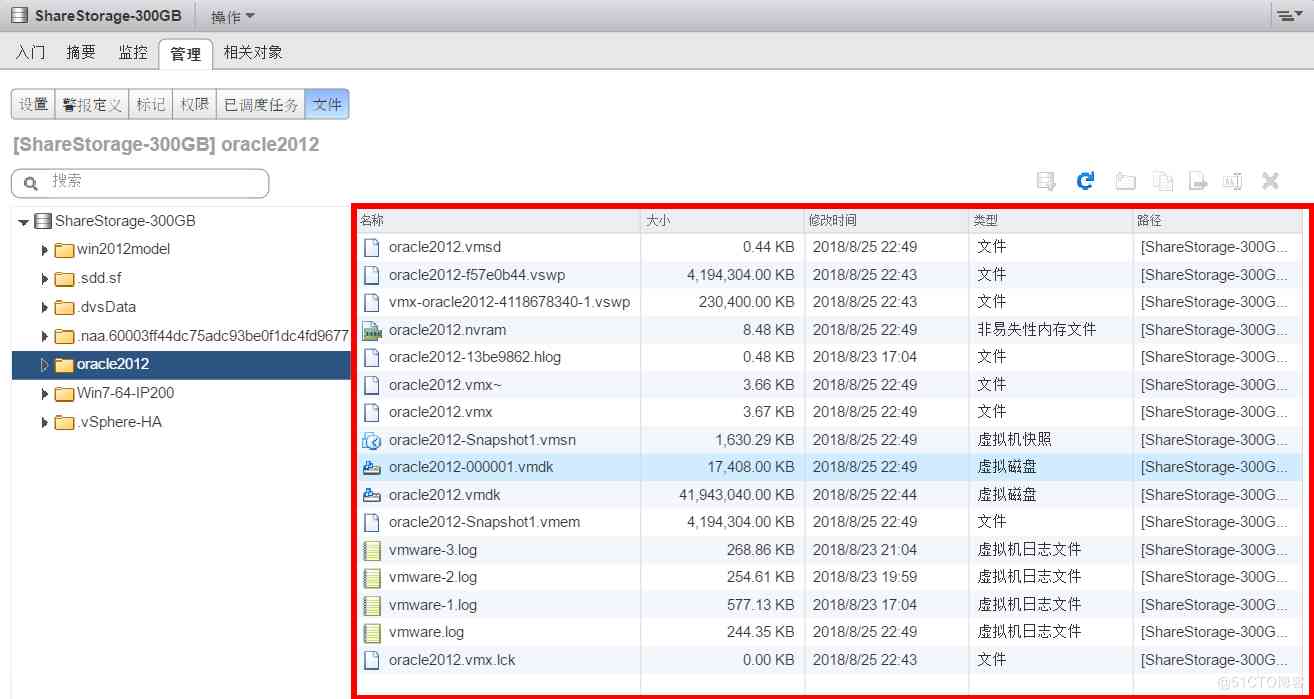 ShareStorage-300GB 操作
入门 摘要 监控 管理 相关对象
设置 警报定义 标记 权限 已调度任务 文件
[ShareStorage-300GB] oracle2012
搜索
ShareStorage-300GB
win2012model
.sdd.sf
.dvsData
.naa.60003ff44dc75adc93be0f1dc4fd9677
oracle2012
Win7-64-IP200
.vSphere-HA
名称 大小 修改时间 类型 路径
oracle2012.vmsd 0.44 KB 2018/8/25 22:49 文件 [ShareStorage-300G...
oracle2012-f57e0b44.vswp 4,194,304.00 KB 2018/8/25 22:43 文件 [ShareStorage-300G...
vmx-oracle2012-4118678340-1.vswp 230,400.00 KB 2018/8/25 22:43 文件 [ShareStorage-300G...
oracle2012.nvram 8.48 KB 2018/8/25 22:49 非易失性内存文件 [ShareStorage-300G...
oracle2012-13be9862.hlog 0.48 KB 2018/8/23 17:04 文件 [ShareStorage-300G...
oracle2012.vmx~ 3.66 KB 2018/8/25 22:49 文件 [ShareStorage-300G...
oracle2012.vmx 3.67 KB 2018/8/25 22:49 文件 [ShareStorage-300G...
oracle2012-Snapshot1.vmsn 1,630.29 KB 2018/8/25 22:49 虚拟机快照 [ShareStorage-300G...
oracle2012-000001.vmdk 17,408.00 KB 2018/8/25 22:49 虚拟磁盘 [ShareStorage-300G...
oracle2012.vmdk 41,943,040.00 KB 2018/8/25 22:44 虚拟磁盘 [ShareStorage-300G...
oracle2012-Snapshot1.vmem 4,194,304.00 KB 2018/8/25 22:49 文件 [ShareStorage-300G...
vmware-3.log 268.86 KB 2018/8/23 21:04 虚拟机日志文件 [ShareStorage-300G...
vmware-2.log 254.61 KB 2018/8/23 19:59 虚拟机日志文件 [ShareStorage-300G...
vmware-1.log 577.13 KB 2018/8/23 17:04 虚拟机日志文件 [ShareStorage-300G...
vmware.log 244.35 KB 2018/8/25 22:49 虚拟机日志文件 [ShareStorage-300G...
oracle2012.vmx.lck 0.00 KB 2018/8/25 22:43 文件 [ShareStorage-300G...
@51CTO博客